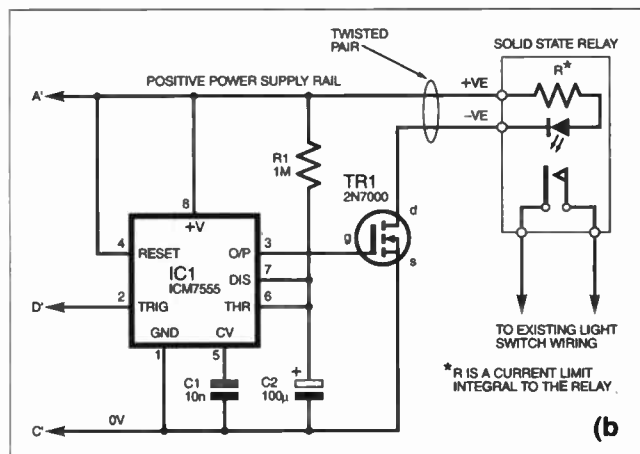 TWISTED
PAIR
SOLID STATE RELAY
POSITIVE POWER SUPPLY RAIL
+VE
R*
A'
−VE
R1
1M
TR1
2N7000
8
+V
d
4
RESET
O/P
3
g
IC1
ICM7555
DIS
7
s
D'
2
TRIG
THR
6
GND
CV
1
5
TO EXISTING LIGHT
SWITCH WIRING
C1
10n
+
C2
100µ
*R IS A CURRENT LIMIT
INTEGRAL TO THE RELAY
C'
0V
(b